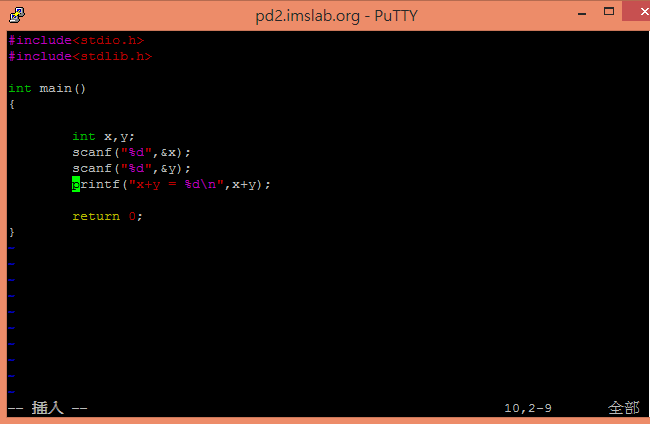 pd2.imslab.org - PuTTY
#include<stdio.h>
#include<stdlib.h>
int main()
{
int x,y;
scanf("%d",&x);
scanf("%d",&y);
printf("x+y = %d\n",x+y);
return 0;
}
~
~
~
~
~
~
~
~
~
~
-- 插入 -- 10,2-9 全部